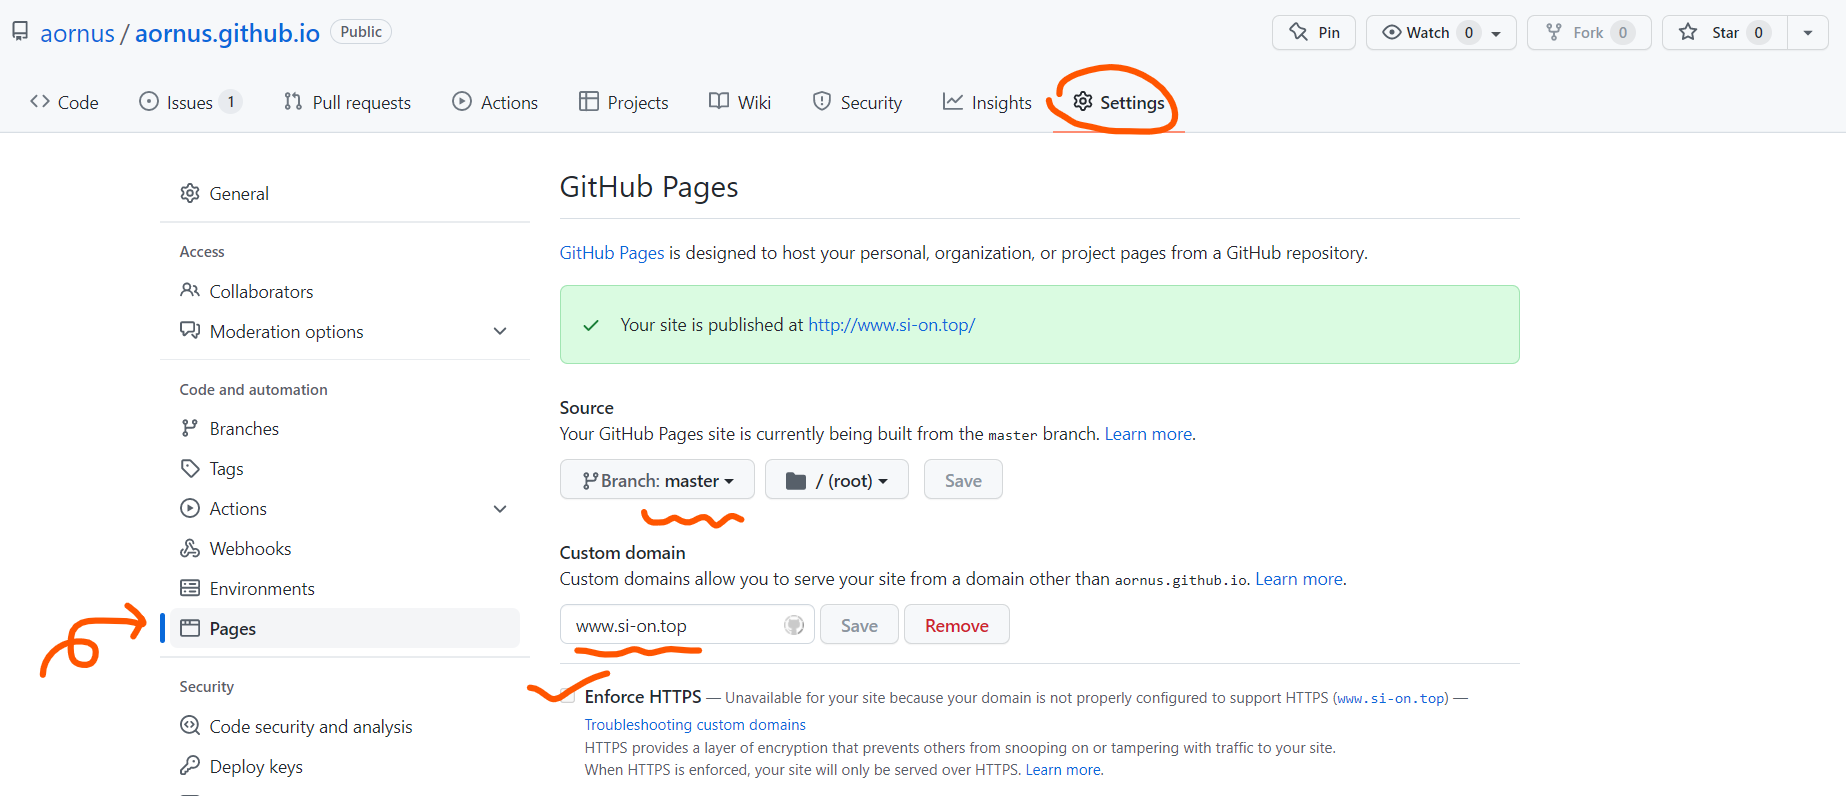 aornus / aornus.github.io Public
Pin
Watch 0
Fork 0
Star 0
Code
Issues 1
Pull requests
Actions
Projects
Wiki
Security
Insights
Settings
General
Access
Collaborators
Moderation options
Code and automation
Branches
Tags
Actions
Webhooks
Environments
Pages
Security
Code security and analysis
Deploy keys
GitHub Pages
GitHub Pages is designed to host your personal, organization, or project pages from a GitHub repository.
Your site is published at http://www.si-on.top/
Source
Your GitHub Pages site is currently being built from the master branch. Learn more.
Branch: master
/ (root)
Save
Custom domain
Custom domains allow you to serve your site from a domain other than aornus.github.io. Learn more.
www.si-on.top
Save
Remove
Enforce HTTPS — Unavailable for your site because your domain is not properly configured to support HTTPS (www.si-on.top) —
Troubleshooting custom domains
HTTPS provides a layer of encryption that prevents others from snooping on or tampering with traffic to your site.
When HTTPS is enforced, your site will only be served over HTTPS. Learn more.